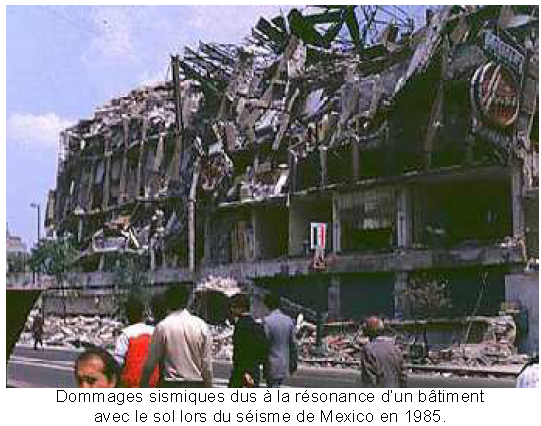 Dommages sismiques dus à la résonance d'un bâtiment
avec le sol lors du séisme de Mexico en 1985.